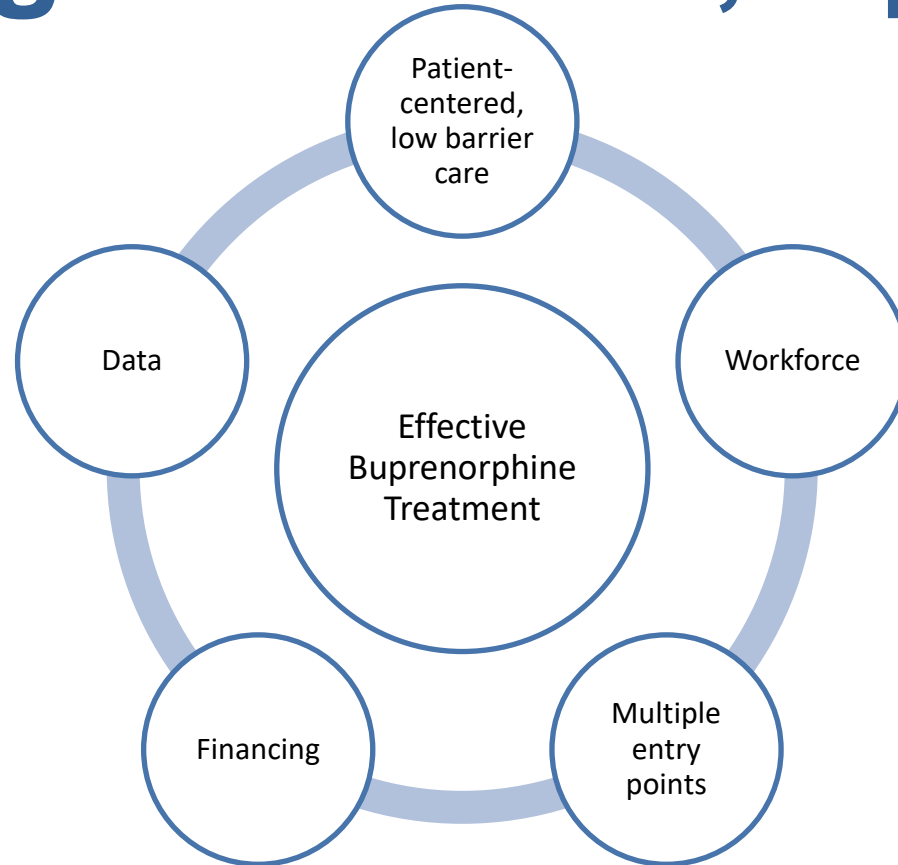 Patient-
centered,
low barrier
care
Data
Workforce
Effective
Buprenorphine
Treatment
Financing
Multiple
entry
points